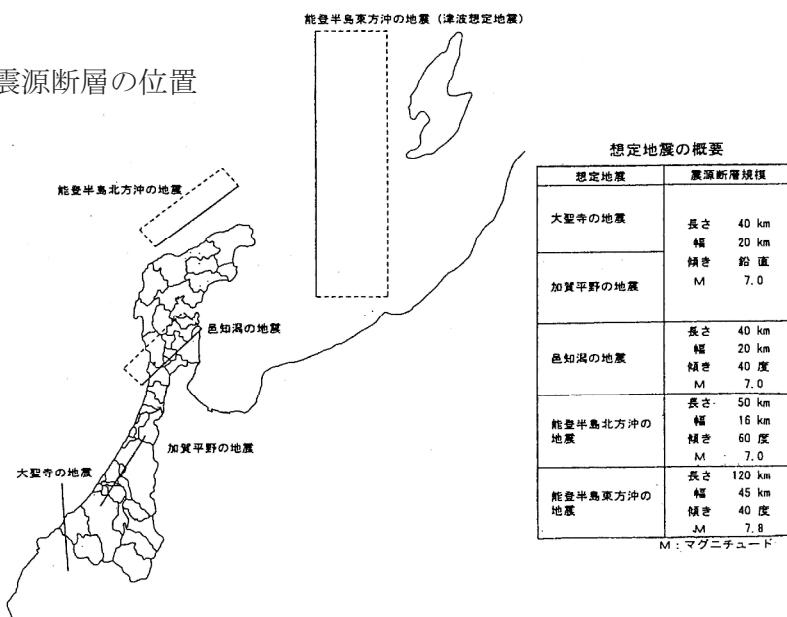 能登半島東方沖の地震（津波想定地震）
震源断層の位置
能登半島北方沖の地震
邑知潟の地震
加賀平野の地震
大聖寺の地震
想定地震の概要
想定地震 震源断層規模
大聖寺の地震
加賀平野の地震
長さ 40 km
幅 20 km
傾き 鉛直
M 7.0
邑知潟の地震
長さ 40 km
幅 20 km
傾き 40 度
M 7.0
能登半島北方沖の
地震
長さ 50 km
幅 16 km
傾き 60 度
M 7.0
能登半島東方沖の
地震
長さ 120 km
幅 45 km
傾き 40 度
M 7.8
M：マグニチュード